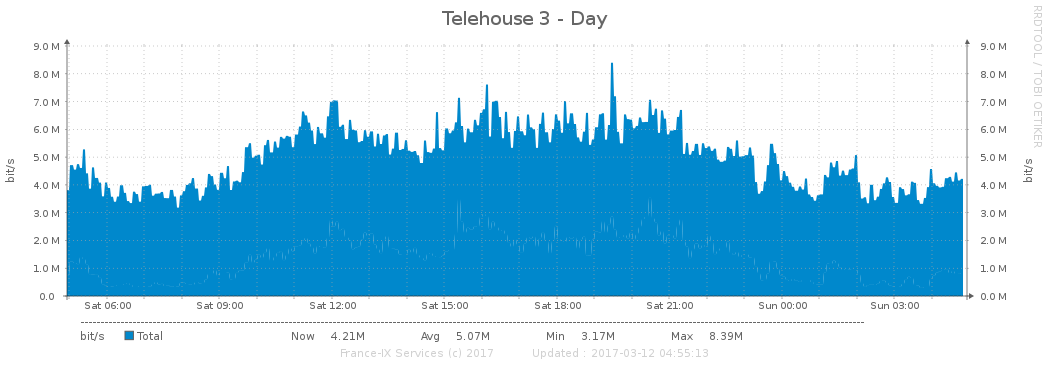 Telehouse 3 - Day
RRDTOOL / TOBI OETIKER
bit/s
9.0 M 9.0 M
8.0 M 8.0 M
7.0 M 7.0 M
6.0 M 6.0 M
5.0 M 5.0 M
4.0 M 4.0 M
3.0 M 3.0 M
2.0 M 2.0 M
1.0 M 1.0 M
0.0 0.0 M
bit/s
Sat 06:00 Sat 09:00 Sat 12:00 Sat 15:00 Sat 18:00 Sat 21:00 Sun 00:00 Sun 03:00
bit/s Total Now 4.21M Avg 5.07M Min 3.17M Max 8.39M
France-IX Services (c) 2017 Updated : 2017-03-12 04:55:13